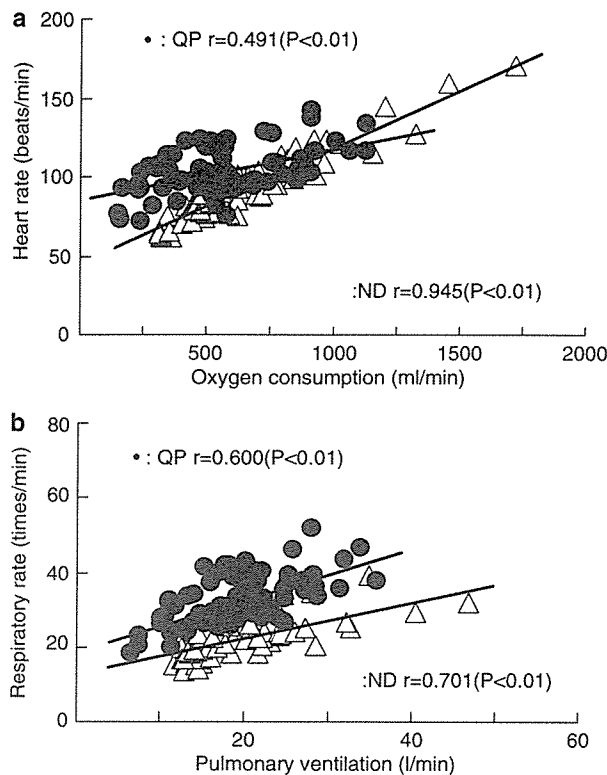 a
200
150
100
50
0
Heart rate (beats/min)
: QP r=0.491(P<0.01)
:ND r=0.945(P<0.01)
500
1000
1500
2000
Oxygen consumption (ml/min)
b
80
60
40
20
0
Respiratory rate (times/min)
: QP r=0.600(P<0.01)
:ND r=0.701(P<0.01)
20
40
60
Pulmonary ventilation (l/min)